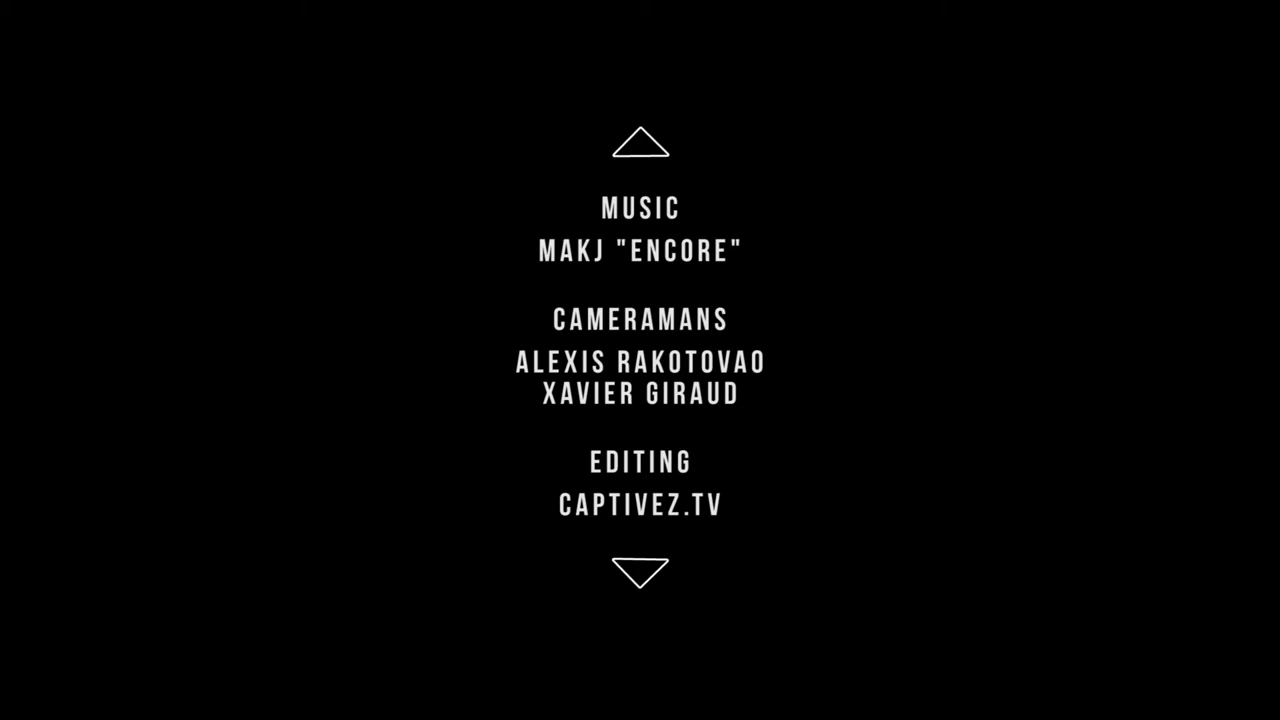 MUSIC
MAKJ "ENCORE"
CAMERAMANS
ALEXIS RAKOTOVAO
XAVIER GIRAUD
EDITING
CAPTIVEZ.TV